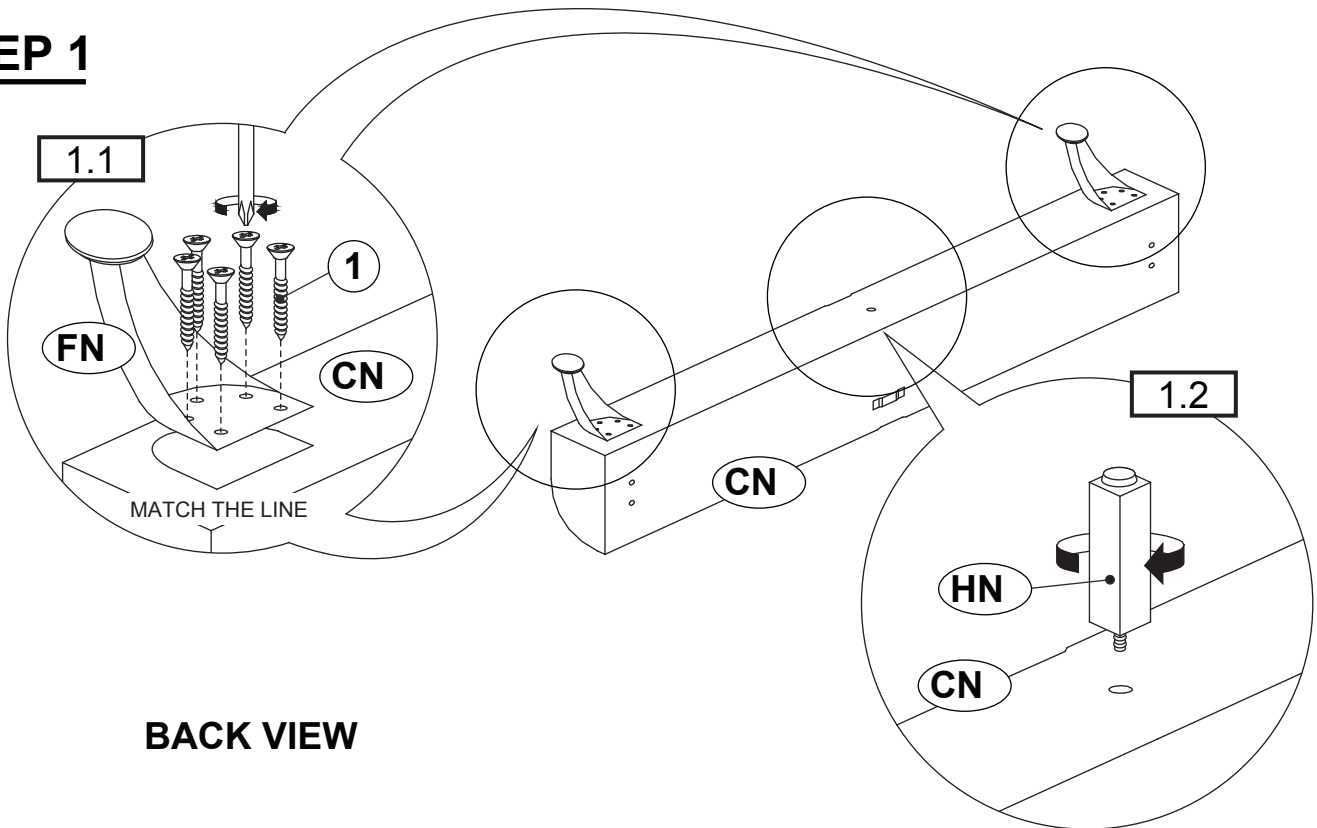 EP 1
1.1
1
FN
CN
MATCH THE LINE
CN
1.2
HN
CN
BACK VIEW